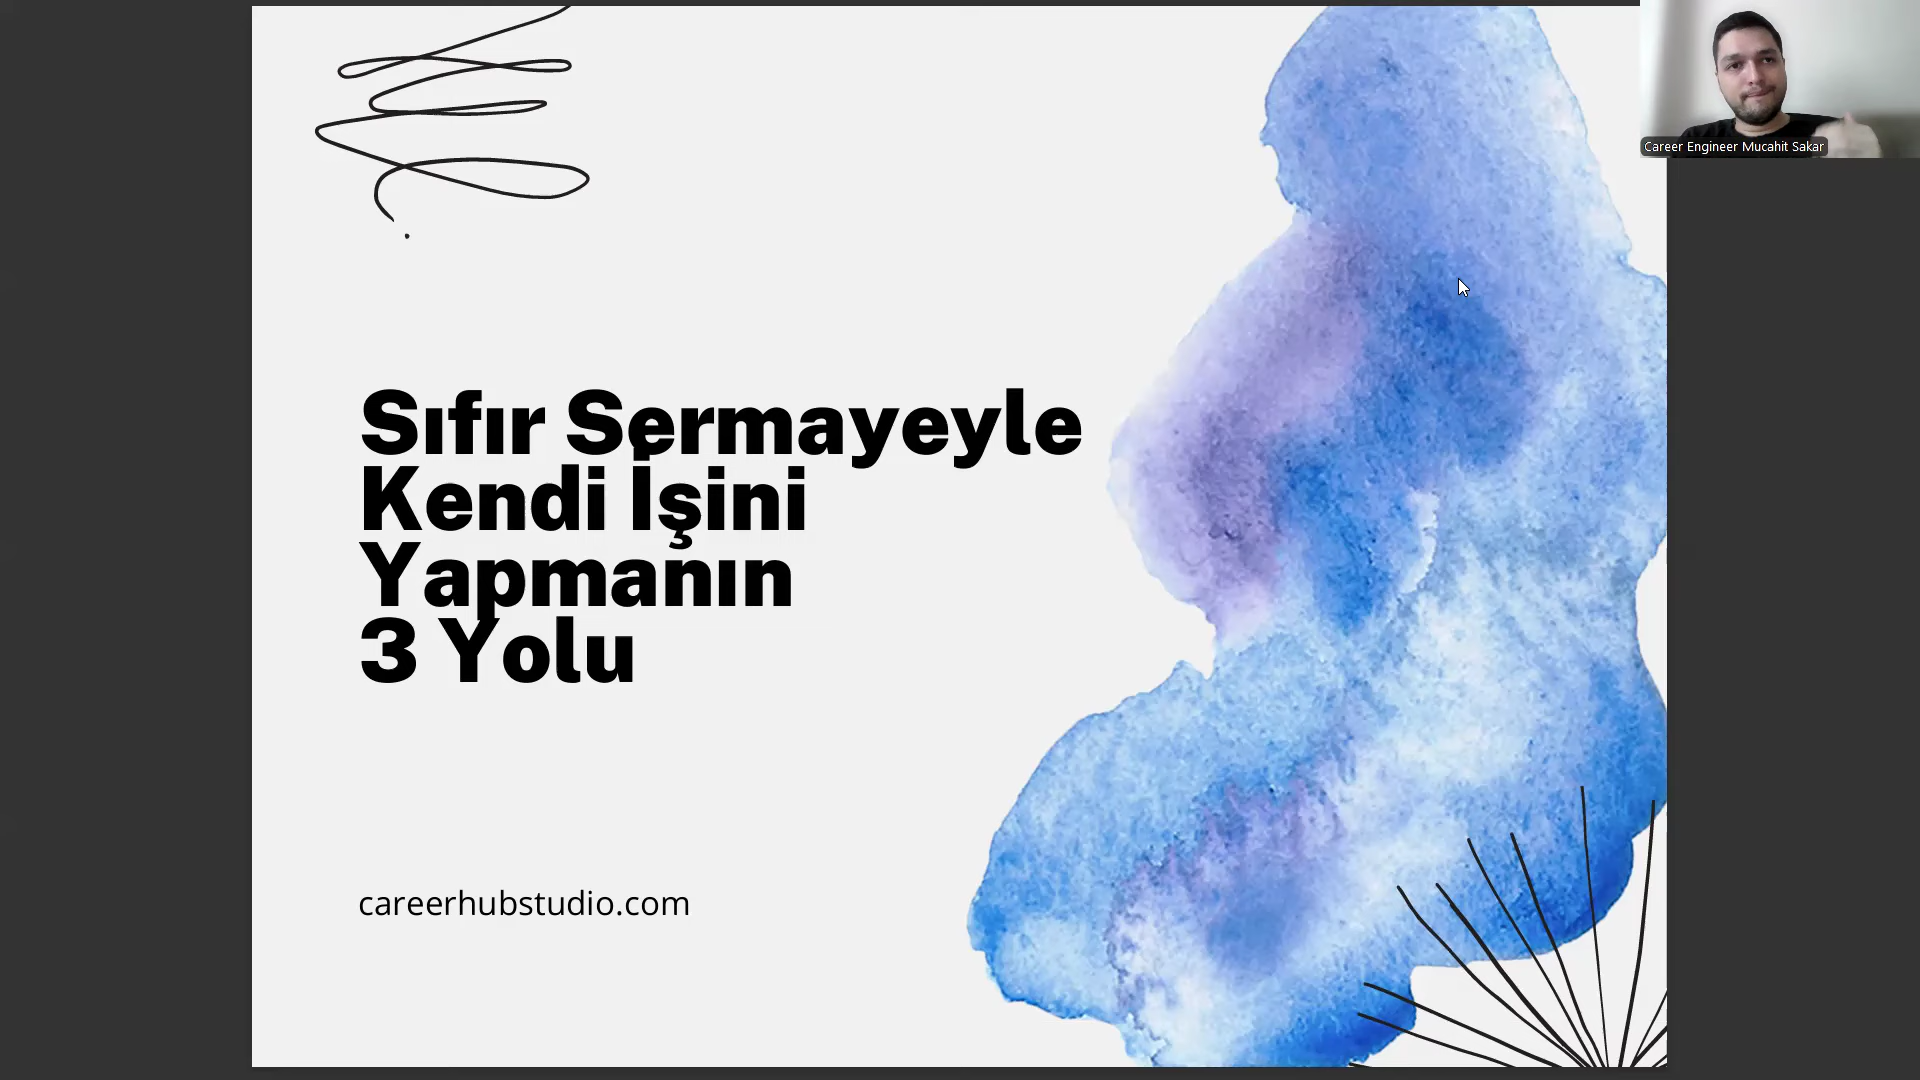 Career Engineer Mucahit Sakar
Sıfır Sermayeyle
Kendi İşini
Yapmanın
3 Yolu
careerhubstudio.com